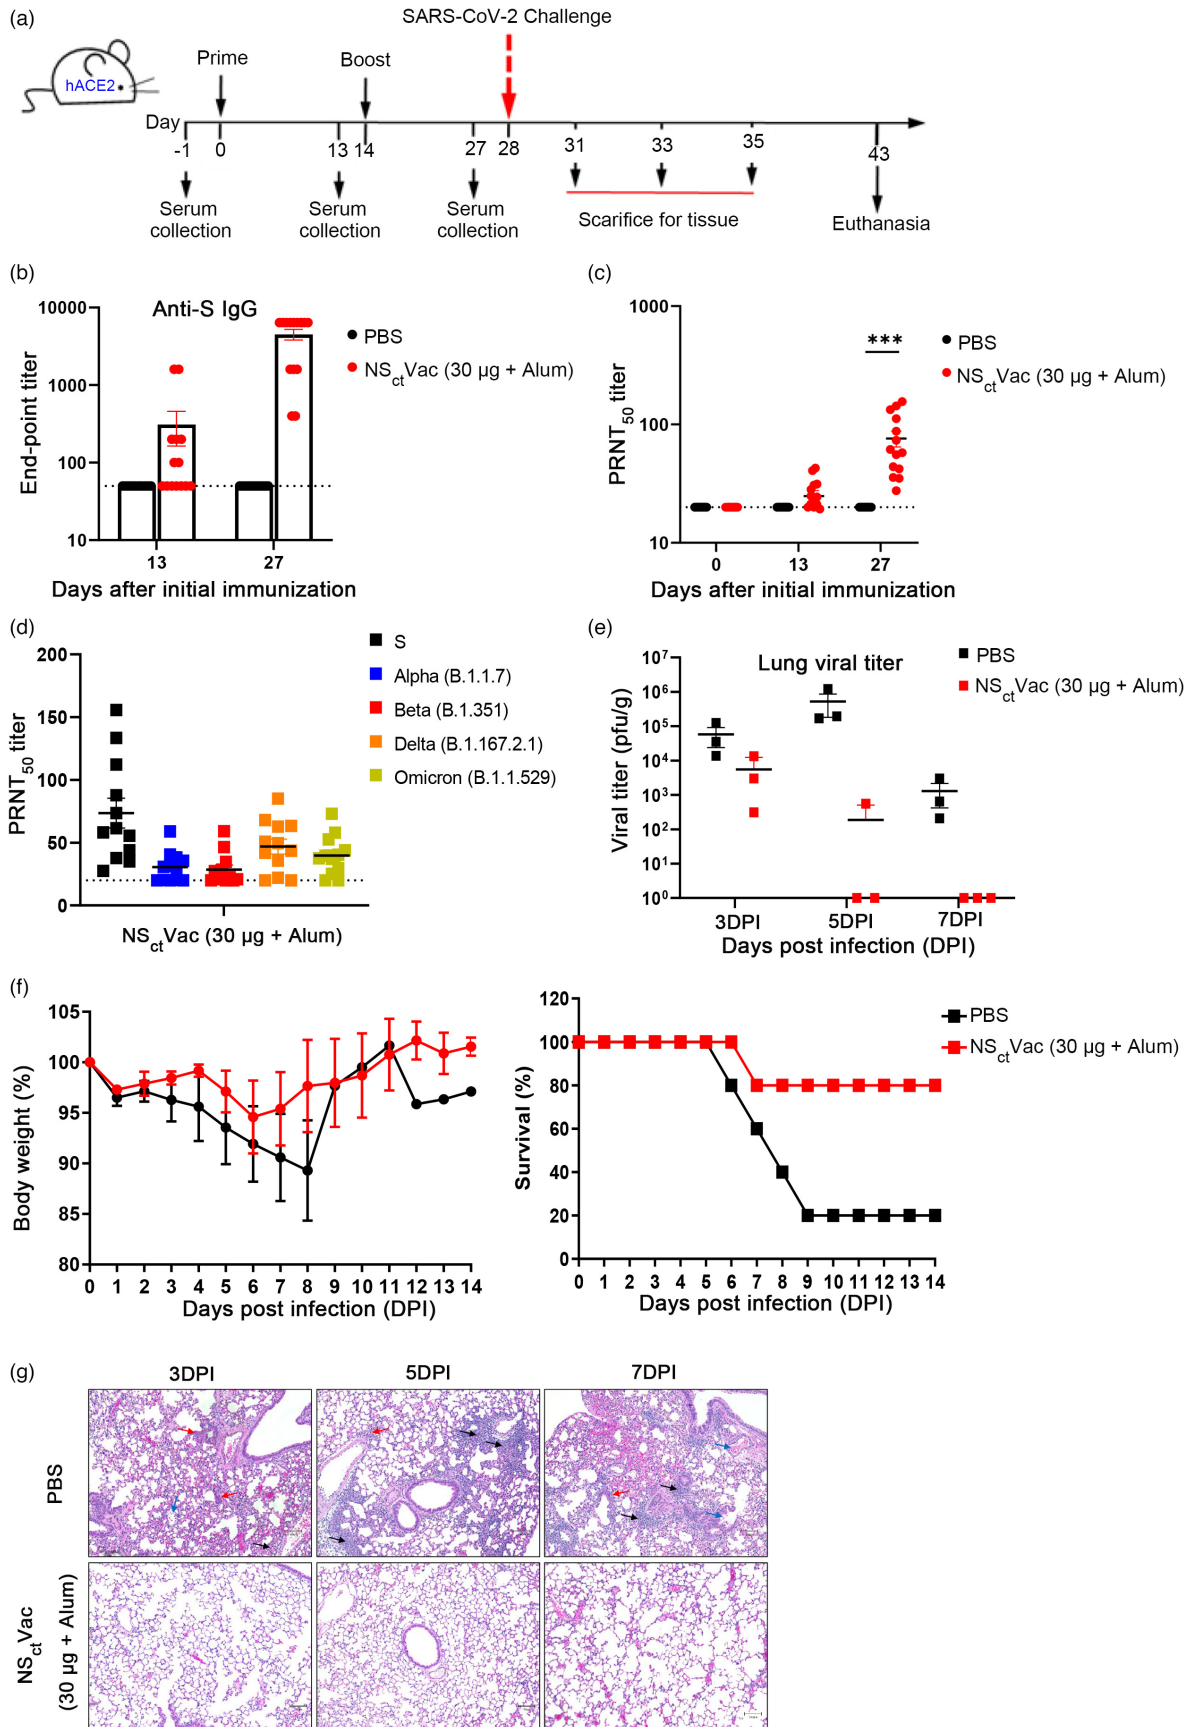 (a)
SARS-CoV-2 Challenge
hACE2
Prime
Boost
Day
-1 0 13 14 27 28 31 33 35 43
Serum collection
Serum collection
Serum collection
Scarifice for tissue
Euthanasia
(b)
Anti-S IgG
End-point titer
10000
1000
100
10
13 27
Days after initial immunization
PBS
NSctVac (30 µg + Alum)
(c)
PRNT50 titer
1000
100
10
***
0 13 27
Days after initial immunization
PBS
NSctVac (30 µg + Alum)
(d)
PRNT50 titer
200
150
100
50
0
NSctVac (30 µg + Alum)
S
Alpha (B.1.1.7)
Beta (B.1.351)
Delta (B.1.167.2.1)
Omicron (B.1.1.529)
(e)
Lung viral titer
Viral titer (pfu/g)
10⁷
10⁶
10⁵
10⁴
10³
10²
10¹
10⁰
3DPI 5DPI 7DPI
Days post infection (DPI)
PBS
NSctVac (30 µg + Alum)
(f)
Body weight (%)
105
100
95
90
85
80
0 1 2 3 4 5 6 7 8 9 10 11 12 13 14
Days post infection (DPI)
Survival (%)
120
100
80
60
40
20
0
0 1 2 3 4 5 6 7 8 9 10 11 12 13 14
Days post infection (DPI)
PBS
NSctVac (30 µg + Alum)
(g)
3DPI 5DPI 7DPI
PBS
NSctVac
(30 µg + Alum)